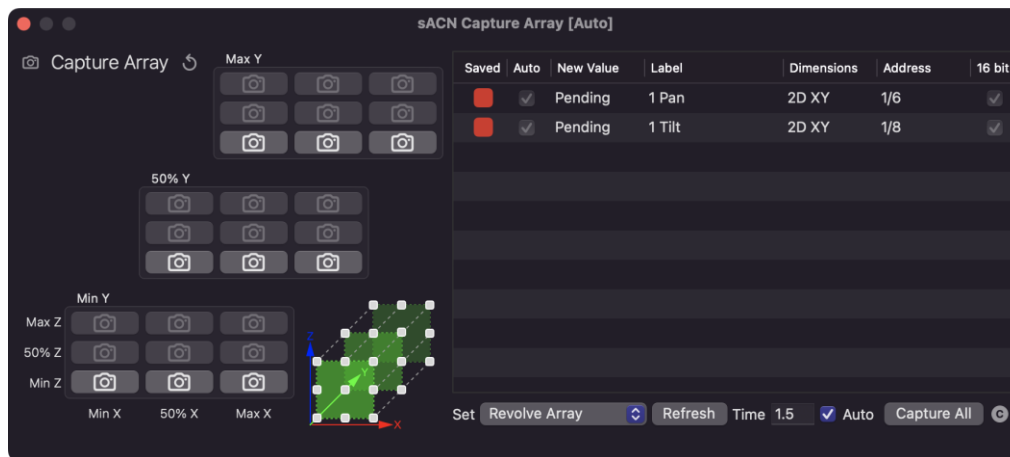 sACN Capture Array [Auto]
Capture Array
Max Y
50% Y
Min Y
Max Z
50% Z
Min Z
Min X 50% X Max X
Z
Y
X
Saved Auto New Value Label Dimensions Address 16 bit
Pending 1 Pan 2D XY 1/6
Pending 1 Tilt 2D XY 1/8
Set Revolve Array Refresh Time 1.5 Auto Capture All C